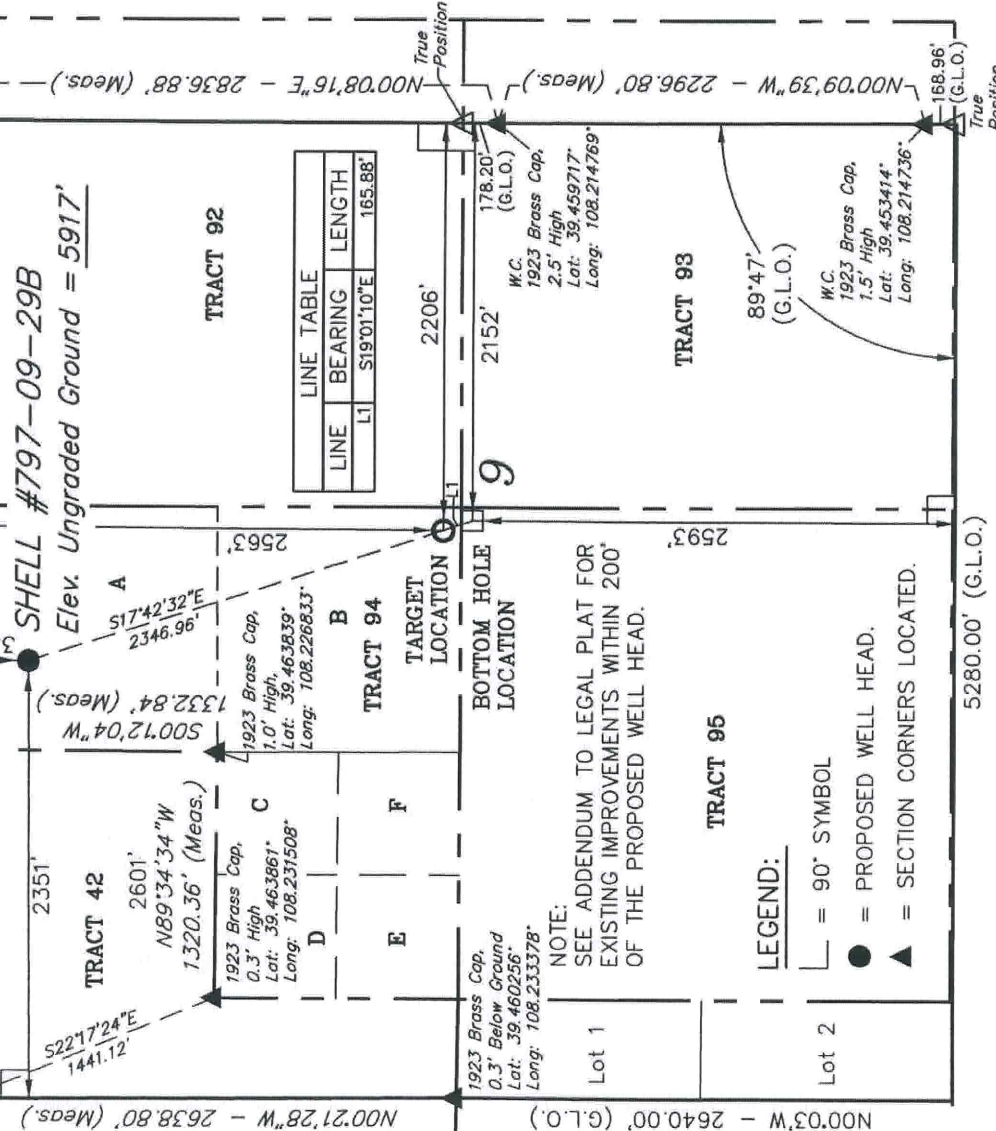 SHELL #797-09-29B
Elev. Ungraded Ground = 5917'
2351'
TRACT 42
2601'
N89°34'34"W
1320.36' (Meas.)
S22°17'24"E
1441.12'
N00°21'28"W - 2638.80' (Meas.)
S00°12'04"W
1332.84' (Meas.)
A
S17°42'32"E
2346.96'
2563'
1923 Brass Cap,
0.3' High
Lat: 39.463861°
Long: 108.231508°
1923 Brass Cap,
1.0' High,
Lat: 39.463839°
Long: 108.226833°
C
D
E
F
B
TRACT 94
TARGET
LOCATION
BOTTOM HOLE
LOCATION
L1
9
TRACT 92
LINE TABLE
LINE BEARING LENGTH
L1 S19°01'10"E 165.88'
2206'
2152'
N00°08'16"E - 2836.88' (Meas.)
True
Position
178.20'
(G.L.O.)
W.C.
1923 Brass Cap,
2.5' High
Lat: 39.459717°
Long: 108.214769°
N00°09'39"W - 2296.80' (Meas.)
TRACT 93
89°47'
(G.L.O.)
W.C.
1923 Brass Cap,
1.5' High
Lat: 39.453414°
Long: 108.214736°
168.96'
(G.L.O.)
True
Position
2593'
1923 Brass Cap,
0.3' Below Ground
Lat: 39.460256°
Long: 108.233378°
NOTE:
SEE ADDENDUM TO LEGAL PLAT FOR
EXISTING IMPROVEMENTS WITHIN 200'
OF THE PROPOSED WELL HEAD.
TRACT 95
Lot 1
Lot 2
N00°03'W - 2640.00' (G.L.O.)
LEGEND:
= 90° SYMBOL
= PROPOSED WELL HEAD.
= SECTION CORNERS LOCATED.
5280.00' (G.L.O.)